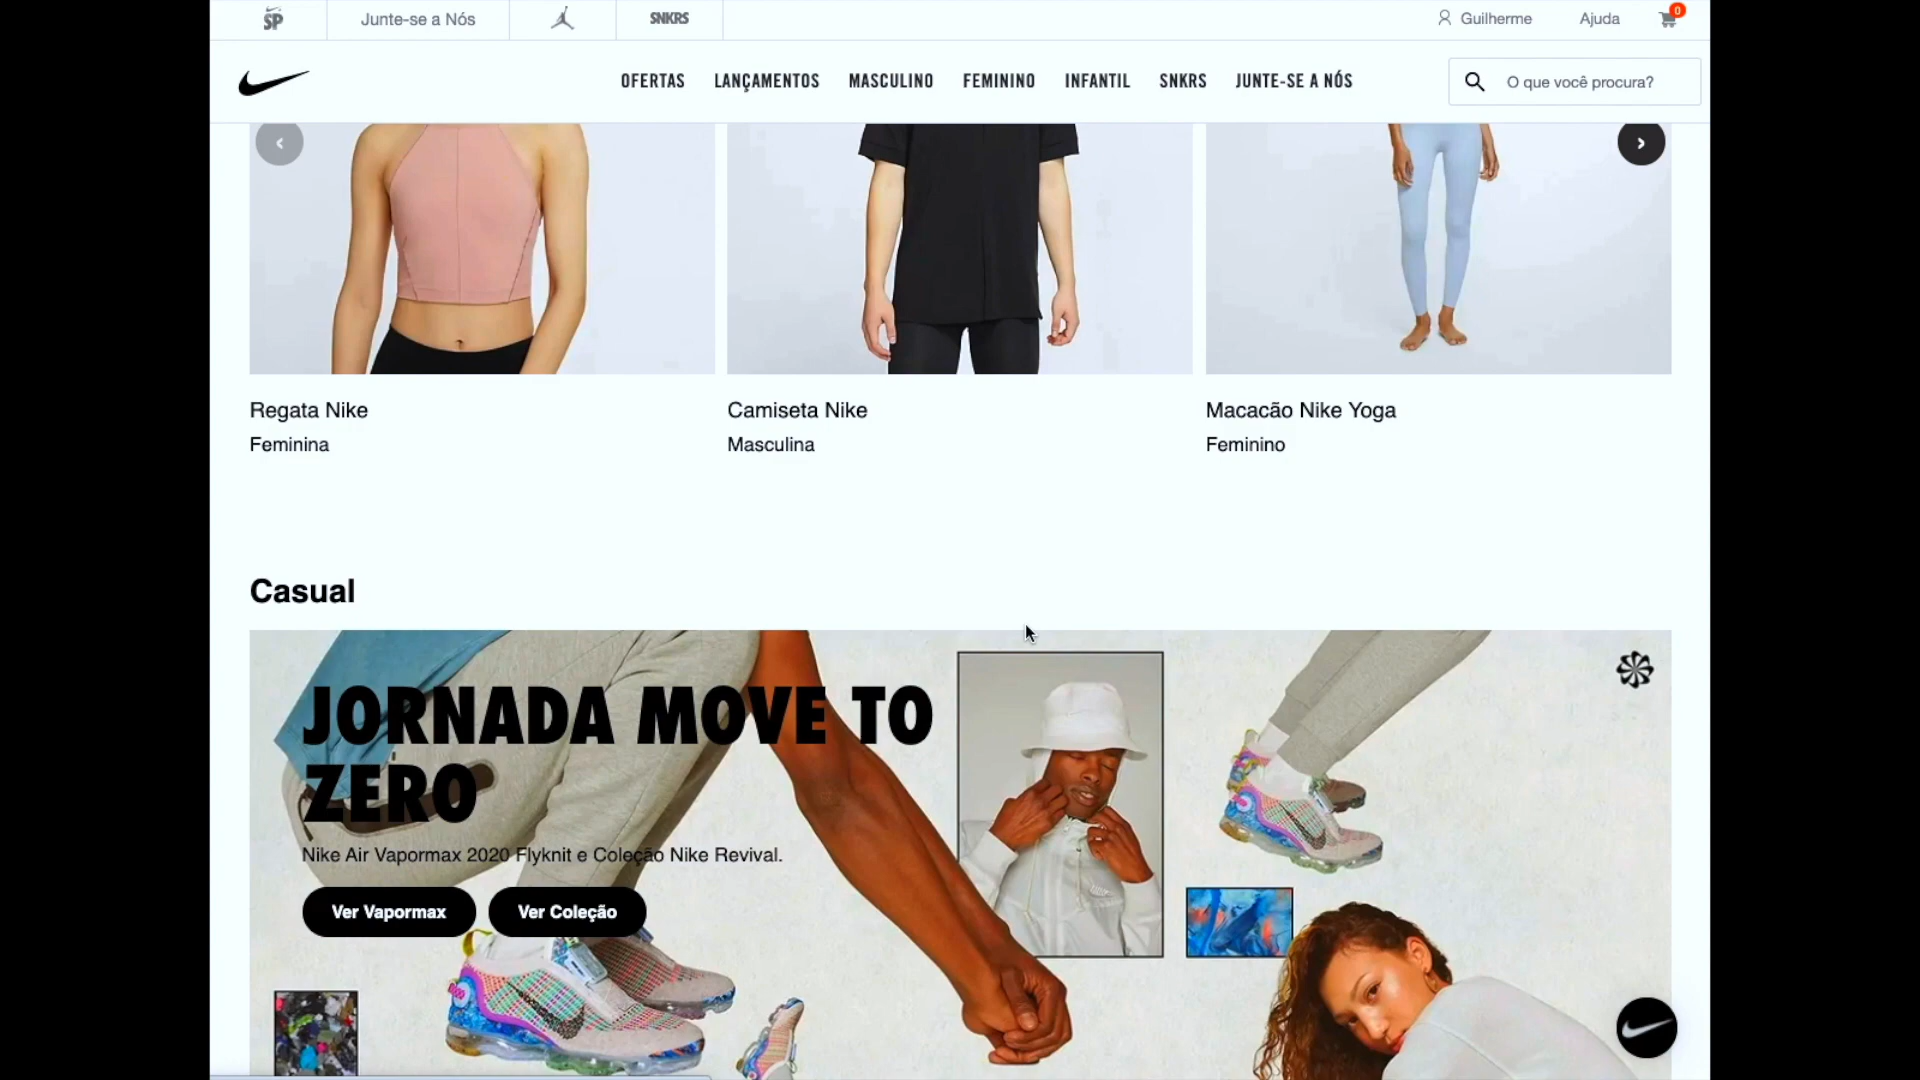 SP
Junte-se a Nós
SNKRS
Guilherme
Ajuda
0
OFERTAS
LANÇAMENTOS
MASCULINO
FEMININO
INFANTIL
SNKRS
JUNTE-SE A NÓS
O que você procura?
Regata Nike
Feminina
Camiseta Nike
Masculina
Macacão Nike Yoga
Feminino
Casual
JORNADA MOVE TO
ZERO
Nike Air Vapormax 2020 Flyknit e Coleção Nike Revival.
Ver Vapormax
Ver Coleção